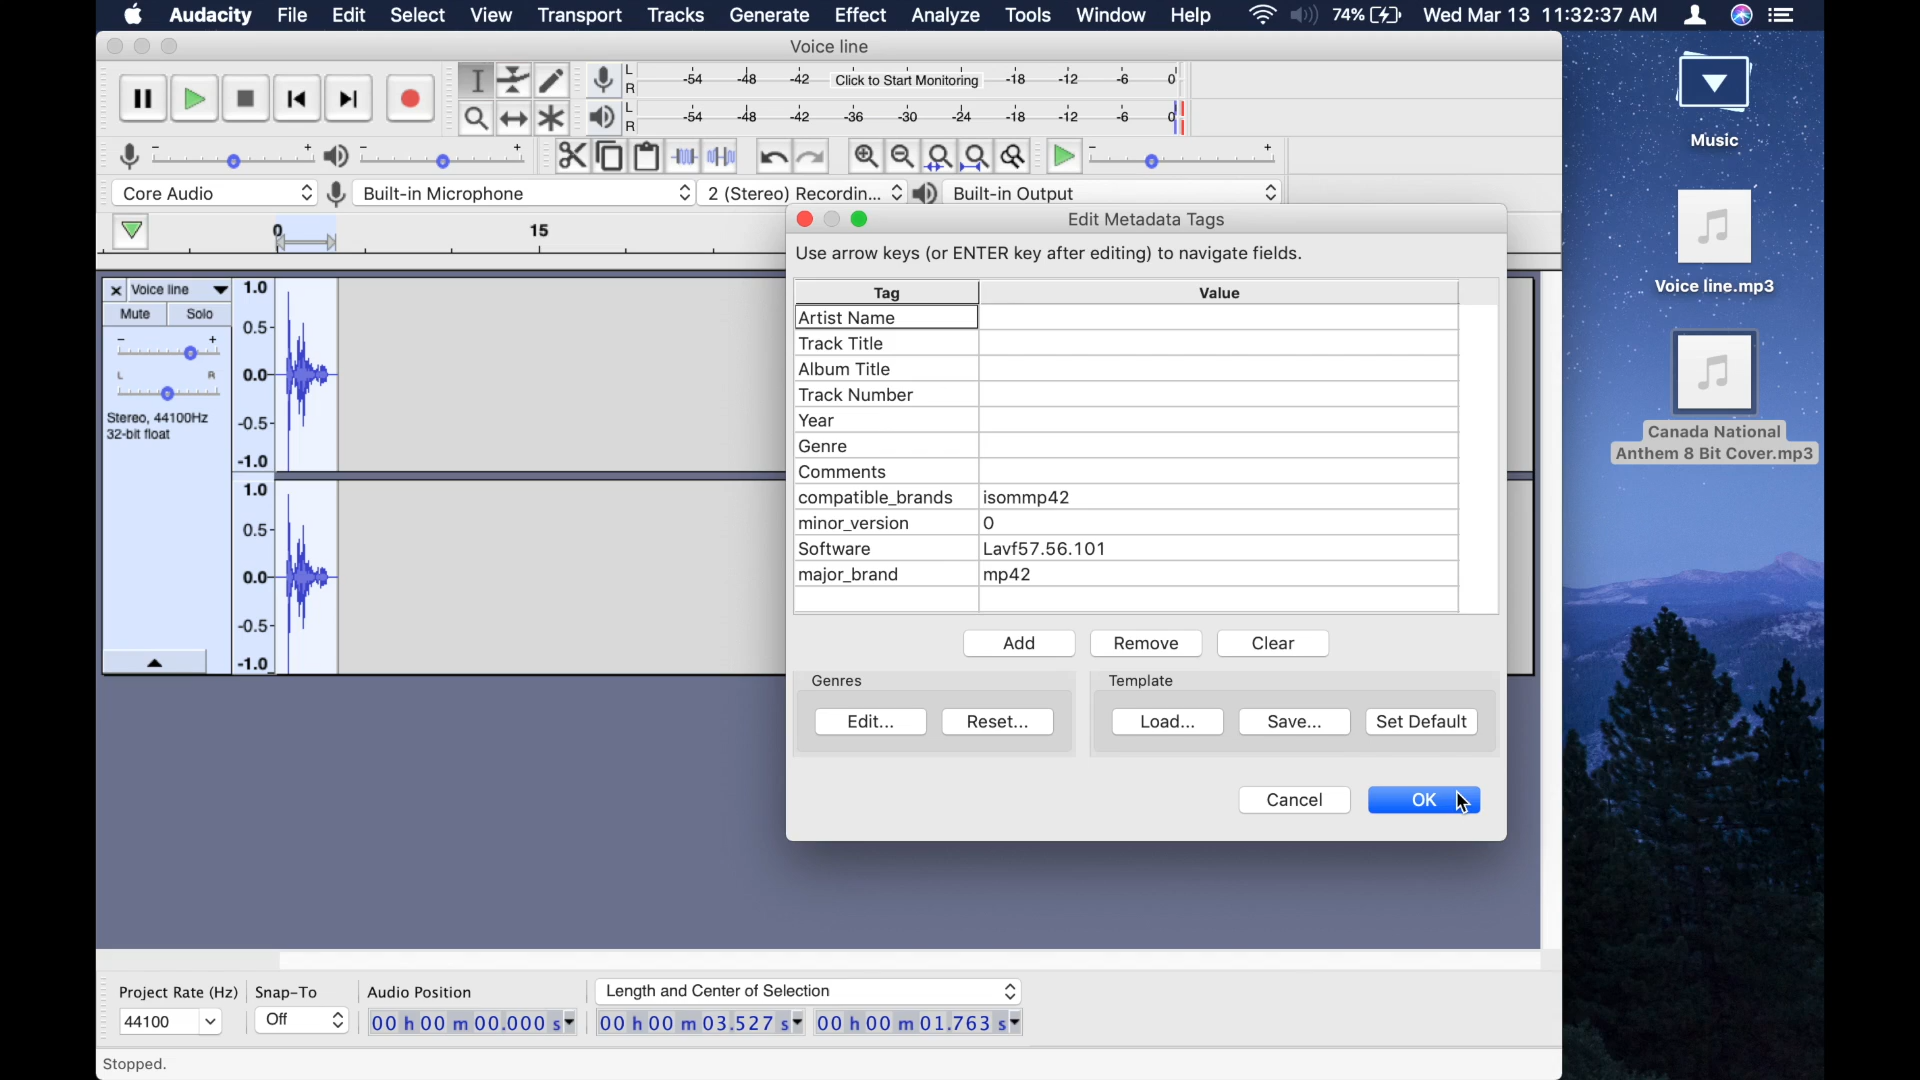 Audacity File Edit Select View Transport Tracks Generate Effect Analyze Tools Window Help 74% Wed Mar 13 11:32:37 AM
Voice line
L -54 -48 -42 Click to Start Monitoring -18 -12 -6 0
R
L -54 -48 -42 -36 -30 -24 -18 -12 -6 0
R
- + - + - +
Core Audio Built-in Microphone 2 (Stereo) Recordin... Built-in Output
0 15
Voice line
Mute Solo
- +
L R
Stereo, 44100Hz
32-bit float
1.0
0.5-
0.0-
-0.5-
-1.0
1.0
0.5-
0.0-
-0.5-
-1.0
Edit Metadata Tags
Use arrow keys (or ENTER key after editing) to navigate fields.
Tag Value
Artist Name
Track Title
Album Title
Track Number
Year
Genre
Comments
compatible_brands isommp42
minor_version 0
Software Lavf57.56.101
major_brand mp42
Add Remove Clear
Genres Template
Edit... Reset... Load... Save... Set Default
Cancel OK
Music
Voice line.mp3
Canada National
Anthem 8 Bit Cover.mp3
Project Rate (Hz) Snap-To Audio Position Length and Center of Selection
44100 Off 00 h 00 m 00.000 s 00 h 00 m 03.527 s 00 h 00 m 01.763 s
Stopped.